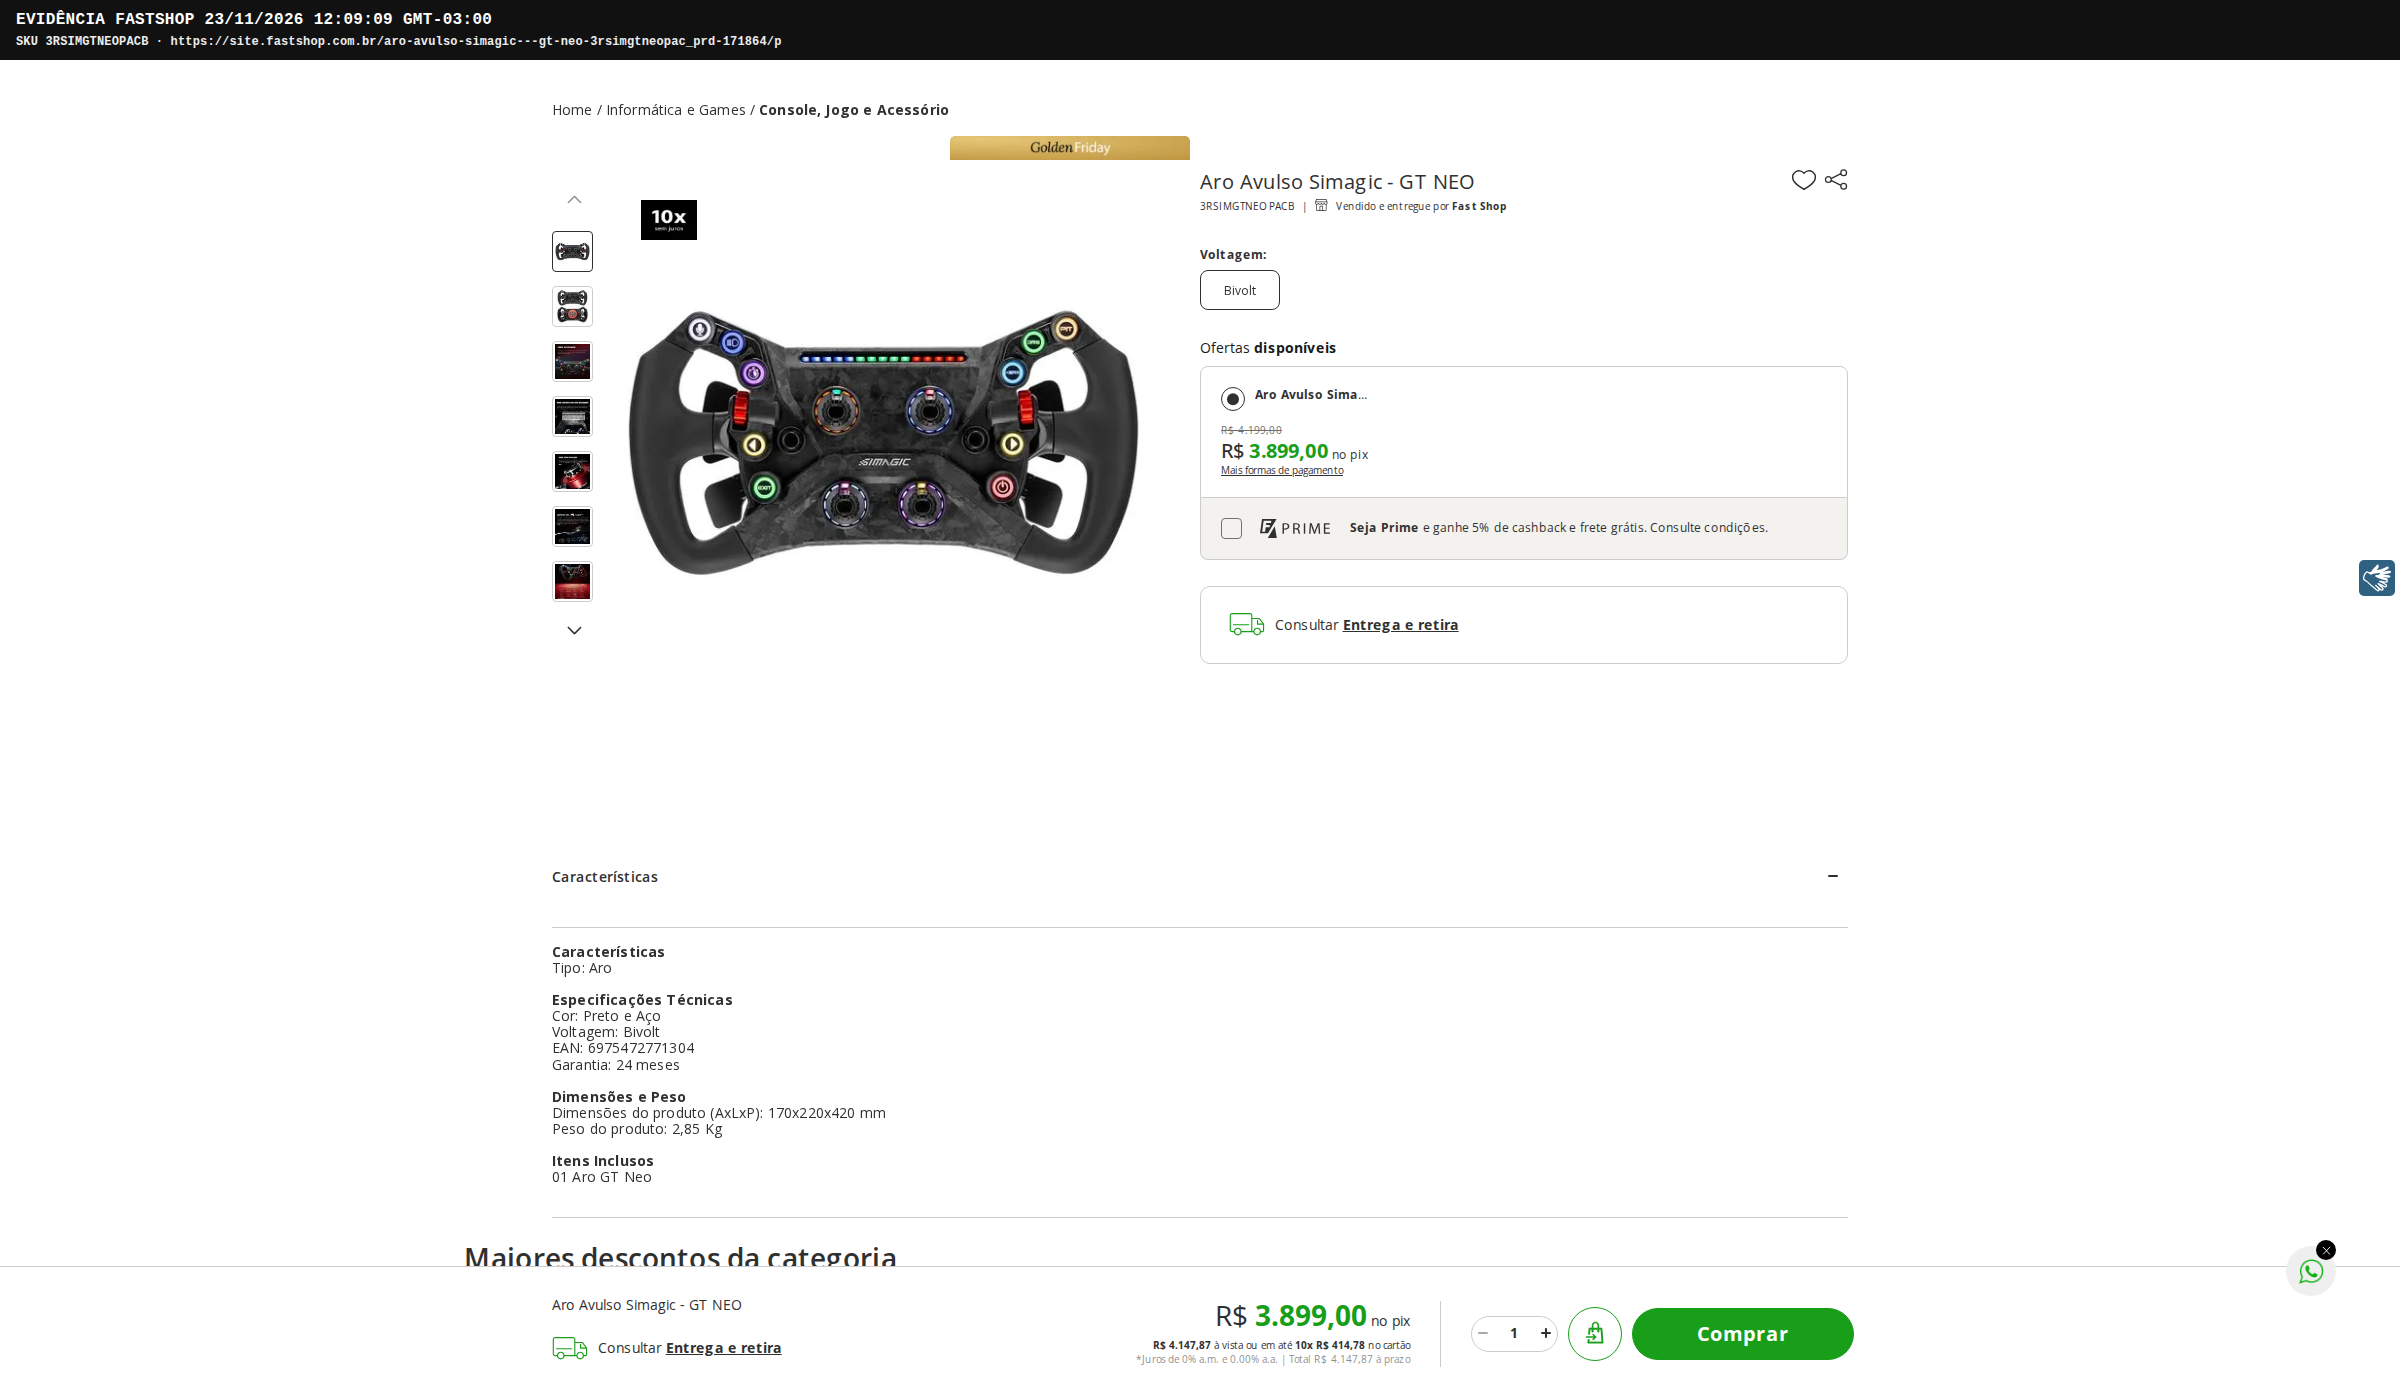 EVIDÊNCIA FASTSHOP 23/11/2026 12:09:09 GMT-03:00
SKU 3RSIMGTNEOPACB · https://site.fastshop.com.br/aro-avulso-simagic---gt-neo-3rsimgtneopac_prd-171864/p
Home / Informática e Games / Console, Jogo e Acessório
Golden Friday
10x
sem juros
PIT
EXIT
SIMAGIC
Aro Avulso Simagic - GT NEO
3RSIMGTNEOPACB | Vendido e entregue por Fast Shop
Voltagem:
Bivolt
Ofertas disponíveis
Aro Avulso Sima...
R$ 4.199,00
R$ 3.899,00 no pix
Mais formas de pagamento
PRIME Seja Prime e ganhe 5% de cashback e frete grátis. Consulte condições.
Consultar Entrega e retira
Características
Características
Tipo: Aro
Especificações Técnicas
Cor: Preto e Aço
Voltagem: Bivolt
EAN: 6975472771304
Garantia: 24 meses
Dimensões e Peso
Dimensões do produto (AxLxP): 170x220x420 mm
Peso do produto: 2,85 Kg
Itens Inclusos
01 Aro GT Neo
Maiores descontos da categoria
Aro Avulso Simagic - GT NEO
Consultar Entrega e retira
R$ 3.899,00 no pix
R$ 4.147,87 à vista ou em até 10x R$ 414,78 no cartão
*Juros de 0% a.m. e 0.00% a.a. | Total R$ 4.147,87 à prazo
1
Comprar